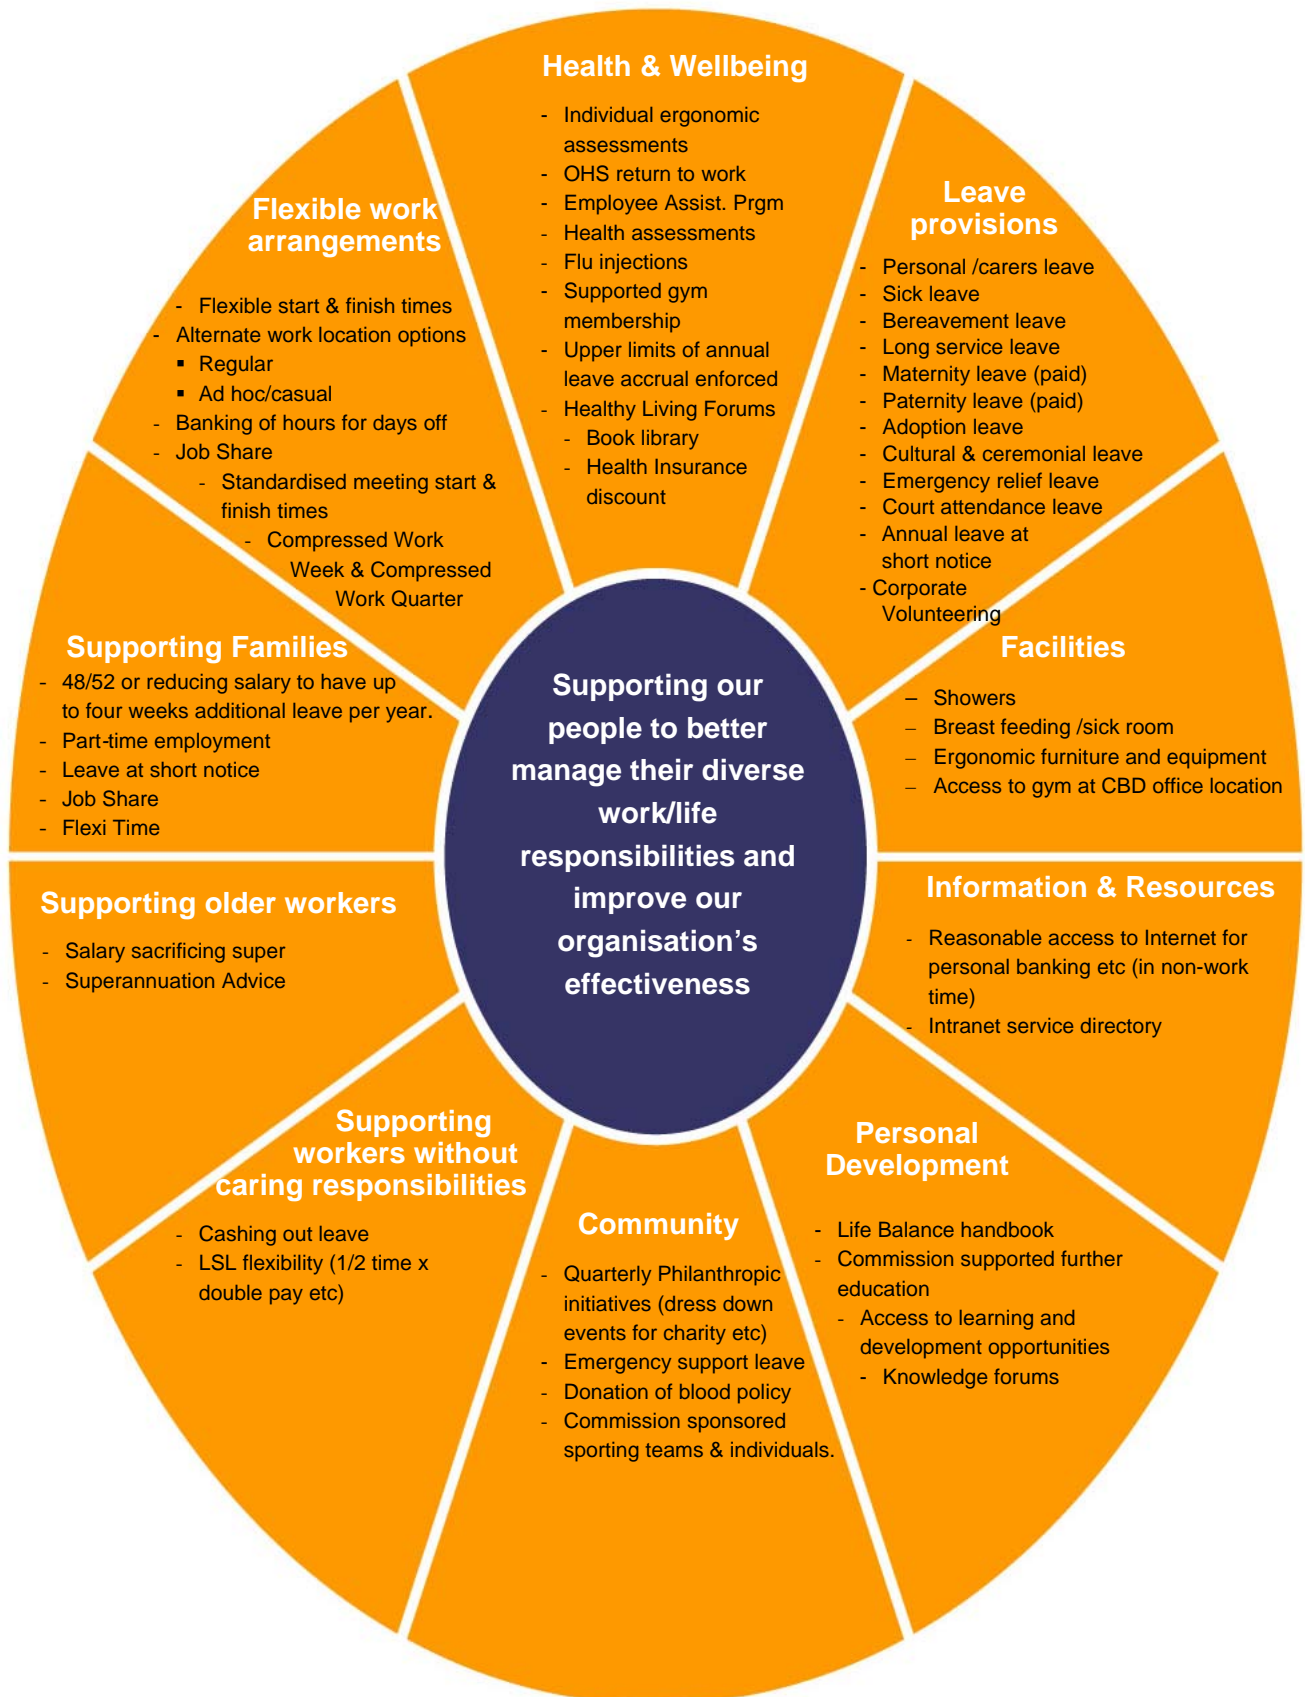 Health & Wellbeing
- Individual ergonomic
assessments
- OHS return to work
- Employee Assist. Prgm
- Health assessments
- Flu injections
- Supported gym
membership
- Upper limits of annual
leave accrual enforced
- Healthy Living Forums
- Book library
- Health Insurance
discount
Leave
provisions
- Personal /carers leave
- Sick leave
- Bereavement leave
- Long service leave
- Maternity leave (paid)
- Paternity leave (paid)
- Adoption leave
- Cultural & ceremonial leave
- Emergency relief leave
- Court attendance leave
- Annual leave at
short notice
- Corporate
Volunteering
Facilities
– Showers
– Breast feeding /sick room
– Ergonomic furniture and equipment
– Access to gym at CBD office location
Information & Resources
- Reasonable access to Internet for
personal banking etc (in non-work
time)
- Intranet service directory
Personal
Development
- Life Balance handbook
- Commission supported further
education
- Access to learning and
development opportunities
- Knowledge forums
Community
- Quarterly Philanthropic
initiatives (dress down
events for charity etc)
- Emergency support leave
- Donation of blood policy
- Commission sponsored
sporting teams & individuals.
Supporting
workers without
caring responsibilities
- Cashing out leave
- LSL flexibility (1/2 time x
double pay etc)
Supporting older workers
- Salary sacrificing super
- Superannuation Advice
Supporting Families
- 48/52 or reducing salary to have up
to four weeks additional leave per year.
- Part-time employment
- Leave at short notice
- Job Share
- Flexi Time
Flexible work
arrangements
- Flexible start & finish times
- Alternate work location options
▪ Regular
▪ Ad hoc/casual
- Banking of hours for days off
- Job Share
- Standardised meeting start &
finish times
- Compressed Work
Week & Compressed
Work Quarter
Supporting our
people to better
manage their diverse
work/life
responsibilities and
improve our
organisation’s
effectiveness